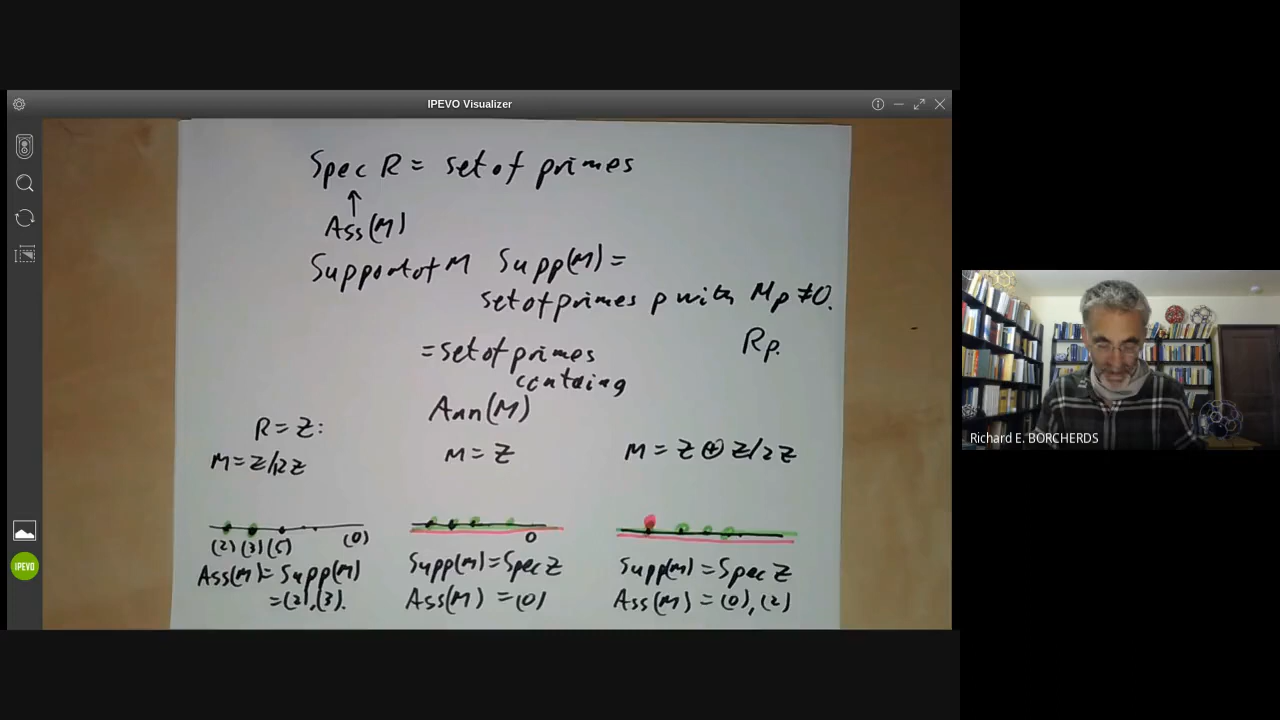 IPEVO Visualizer
Spec R = set of primes
↑
Ass(M)
Support of M Supp(M) =
set of primes p with Mp ≠ 0.
= set of primes Rp.
containg
Ann(M)
R = Z:
M = Z/12Z M = Z M = Z ⊕ Z/2Z
(2) (3) (5) (0) 0
Ass(M) = Supp(M) Supp(M) = Spec Z Supp(M) = Spec Z
= (2), (3). Ass(M) = (0) Ass(M) = (0), (2)
IPEVO
Richard E. BORCHERDS